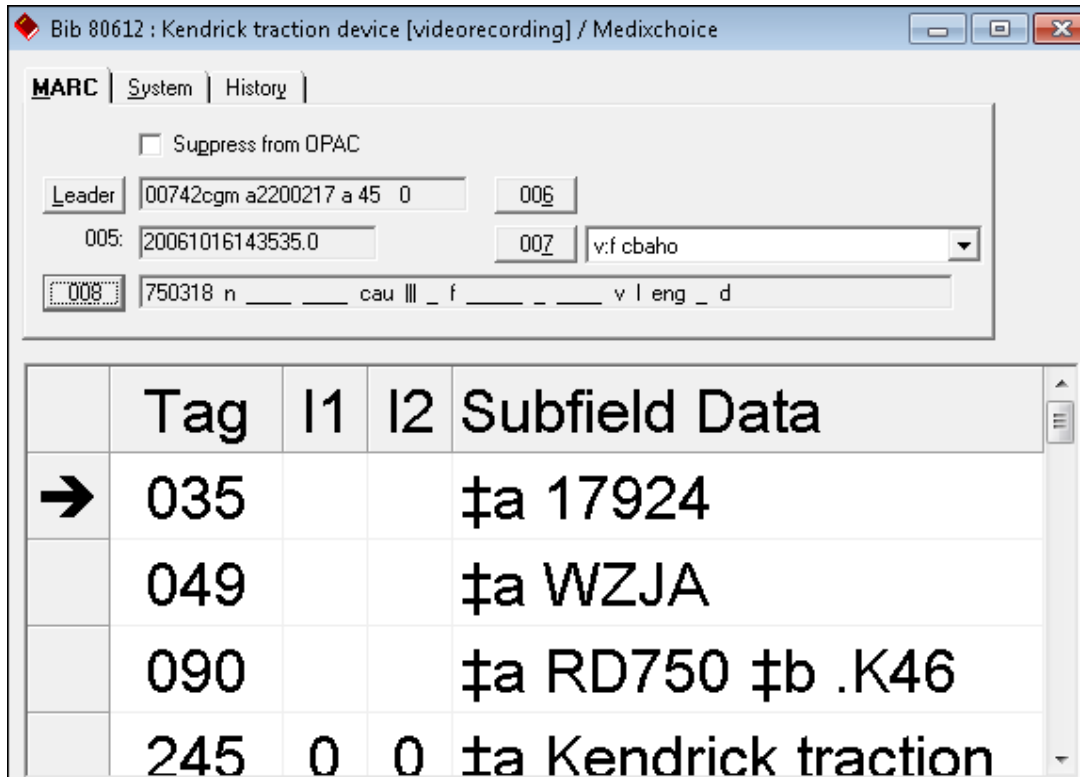 Bib 80612 : Kendrick traction device [videorecording] / Medixchoice
MARC System History
Suppress from OPAC
Leader 00742cgm a2200217 a 45 0 006
005: 20061016143535.0 007 v:f cbaho
008 750318 n ____ ____ cau lll _ f _____ _ ____ v l eng _ d
Tag I1 I2 Subfield Data
035 ‡a 17924
049 ‡a WZJA
090 ‡a RD750 ‡b .K46
245 0 0 ‡a Kendrick traction